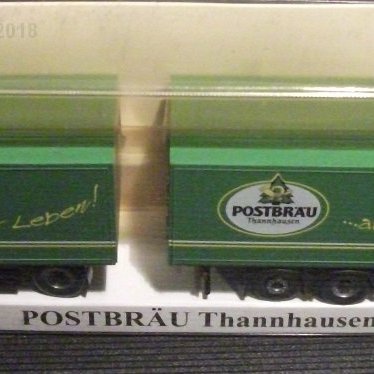 2018
Leben!
POSTBRÄU
Thannhausen
...a
POSTBRÄU Thannhausen